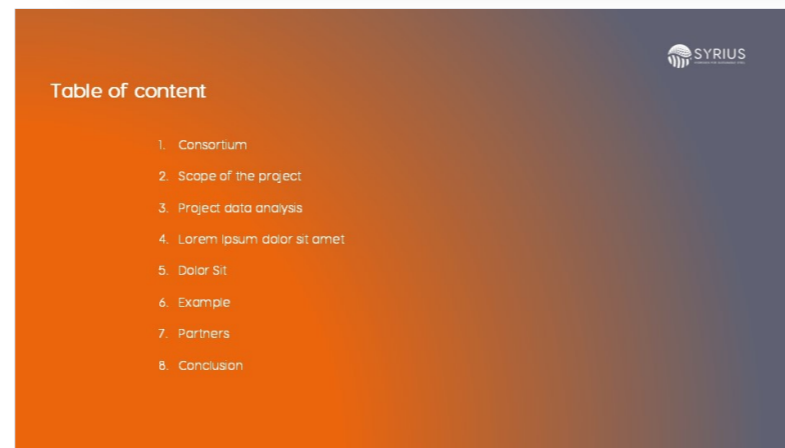 SYRIUS
Table of content
1. Consortium
2. Scope of the project
3. Project data analysis
4. Lorem Ipsum dolor sit amet
5. Dolor Sit
6. Example
7. Partners
8. Conclusion